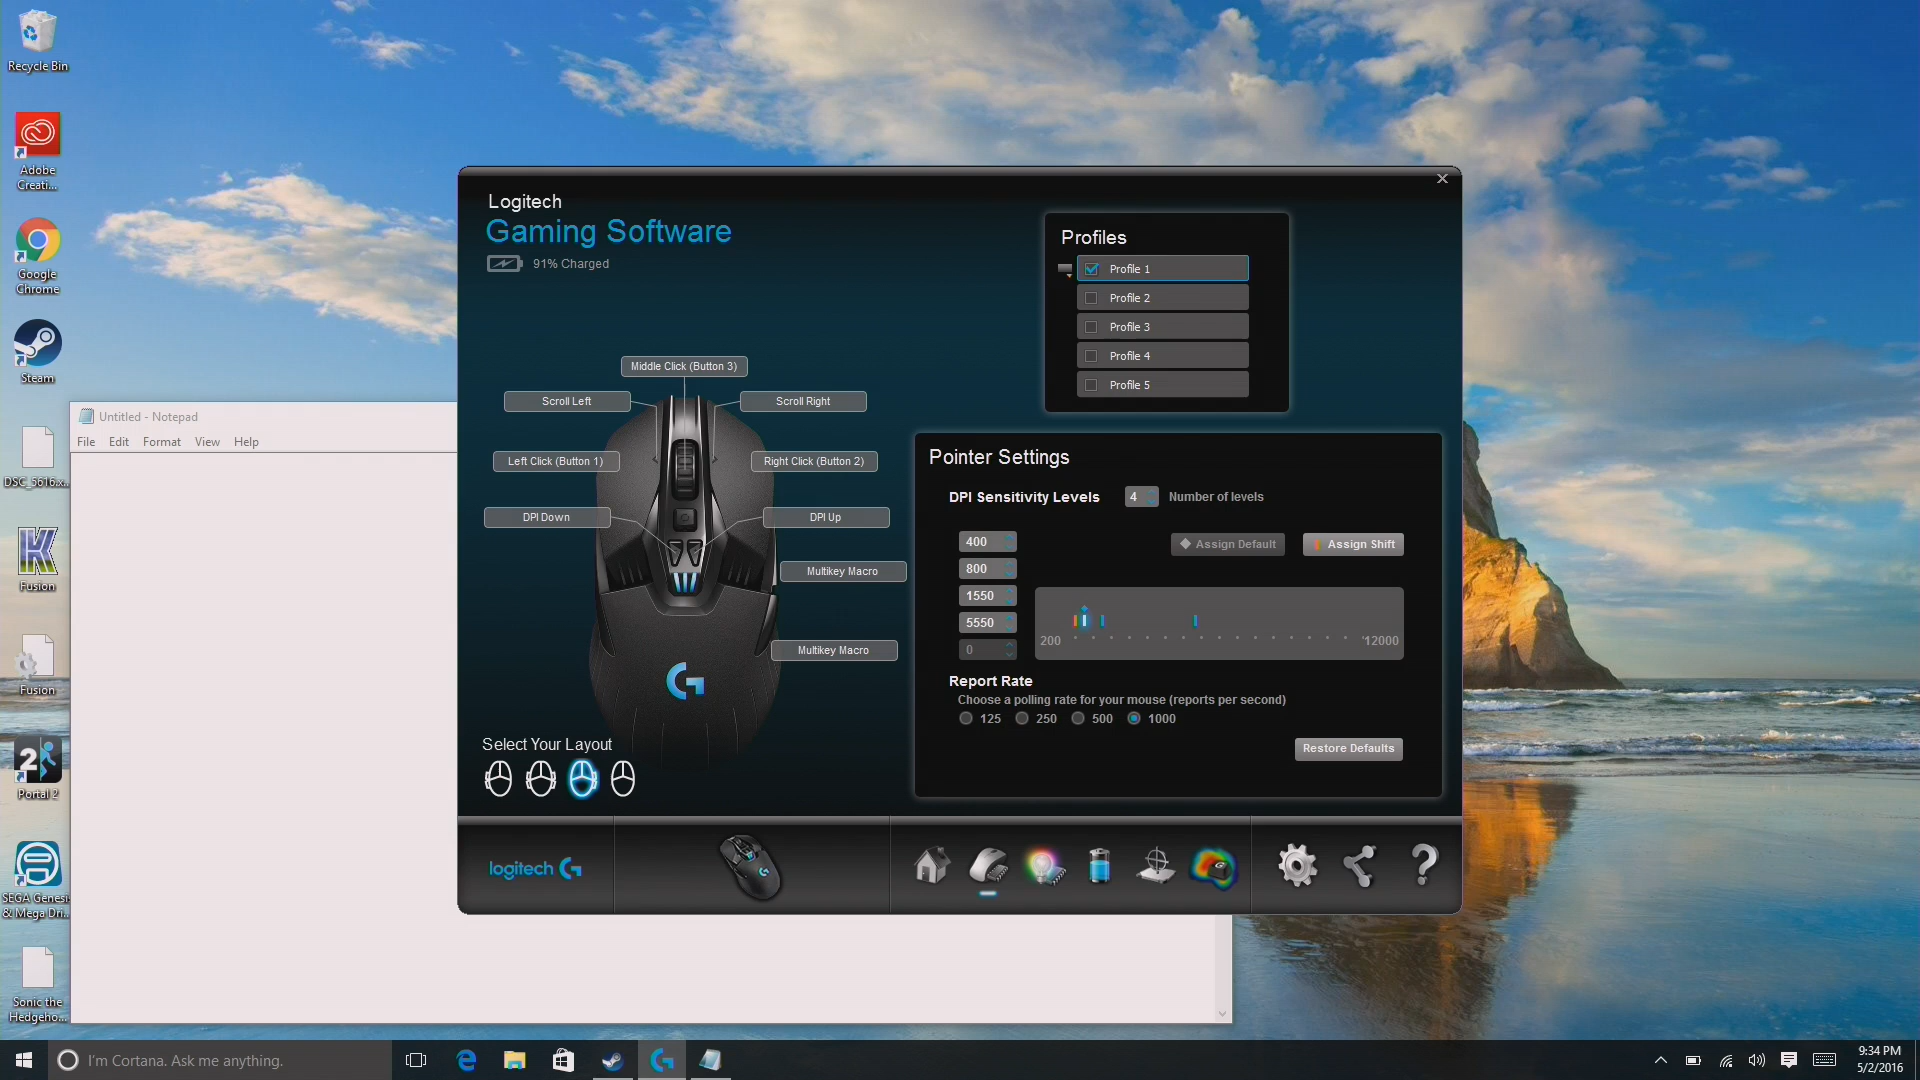 Recycle Bin
Adobe
Creati...
Google
Chrome
Steam
DSC_5616.x...
Fusion
Fusion
Portal 2
SEGA Genesi
& Mega Dri...
Sonic the
Hedgeho...
Untitled - Notepad
File Edit Format View Help
Logitech
Gaming Software
91% Charged
Middle Click (Button 3)
Scroll Left
Scroll Right
Left Click (Button 1)
Right Click (Button 2)
DPI Down
DPI Up
Multikey Macro
Multikey Macro
Select Your Layout
Profiles
Profile 1
Profile 2
Profile 3
Profile 4
Profile 5
Pointer Settings
DPI Sensitivity Levels 4 Number of levels
400
800
1550
5550
0
Assign Default
Assign Shift
200
12000
Report Rate
Choose a polling rate for your mouse (reports per second)
125 250 500 1000
Restore Defaults
logitech G
?
I'm Cortana. Ask me anything.
9:34 PM
5/2/2016